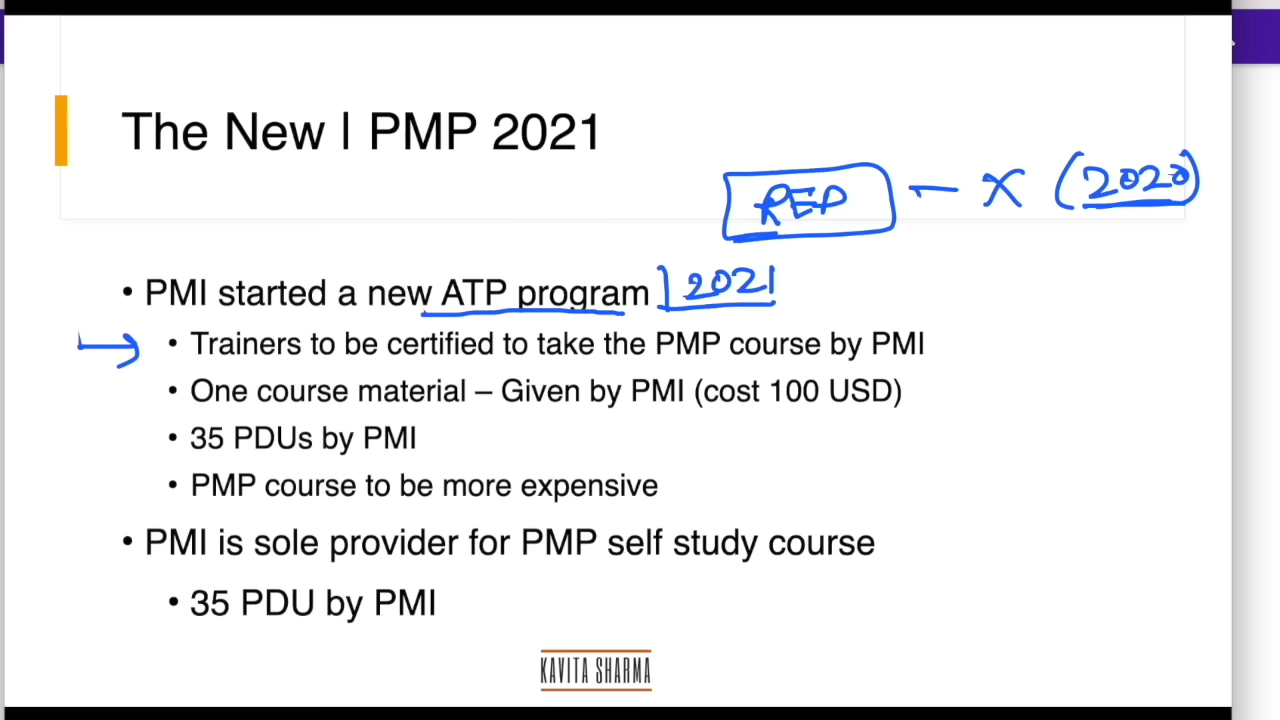 The New | PMP 2021
REP – X (2020)
• PMI started a new ATP program 2021
• Trainers to be certified to take the PMP course by PMI
• One course material – Given by PMI (cost 100 USD)
• 35 PDUs by PMI
• PMP course to be more expensive
• PMI is sole provider for PMP self study course
• 35 PDU by PMI
KAVITA SHARMA